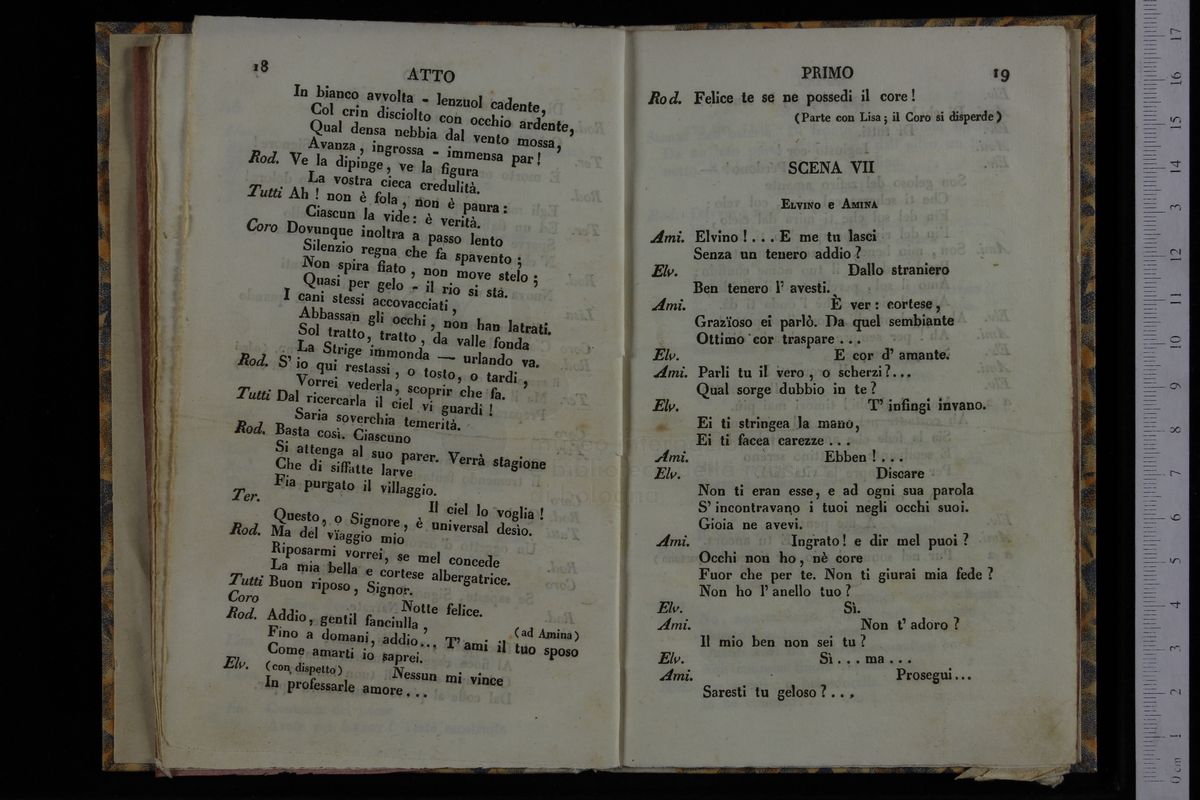 18
ATTO
In bianco avvolta - lenzuol cadente,
Col crin disciolto con occhio ardente,
Qual densa nebbia dal vento mossa,
Avanza, ingrossa - immensa par!
Rod. Ve la dipinge, ve la figura
La vostra cieca credulità.
Tutti Ah! non è fola, non è paura:
Ciascun la vide: è verità.
Coro Dovunque inoltra a passo lento
Silenzio regna che fa spavento;
Non spira fiato, non move stelo;
Quasi per gelo - il rio si stà.
I cani stessi accovacciati,
Abbassan gli occhi, non han latrati.
Sol tratto, tratto, da valle fonda
La Strige immonda — urlando va.
Rod. S' io qui restassi, o tosto, o tardi,
Vorrei vederla, scoprir che fa.
Tutti Dal ricercarla il ciel vi guardi!
Saria soverchia temerità.
Rod. Basta così. Ciascuno
Si attenga al suo parer. Verrà stagione
Che di siffatte larve
Fia purgato il villaggio.
Ter. Il ciel lo voglia!
Questo, o Signore, è universal desio.
Rod. Ma del vïaggio mio
Riposarmi vorrei, se mel concede
La mia bella e cortese albergatrice.
Tutti Buon riposo, Signor.
Coro Notte felice.
Rod. Addio, gentil fanciulla, (ad Amina)
Fino a domani, addio... T' ami il tuo sposo
Come amarti io saprei.
Elv. (con dispetto) Nessun mi vince
In professarle amore...
PRIMO
19
Rod. Felice te se ne possedi il core!
(Parte con Lisa; il Coro si disperde)
SCENA VII
ELVINO e AMINA
Ami. Elvino!... E me tu lasci
Senza un tenero addio?
Elv. Dallo straniero
Ben tenero l' avesti.
Ami. È ver: cortese,
Grazïoso ei parlò. Da quel sembiante
Ottimo cor traspare...
Elv. E cor d' amante.
Ami. Parli tu il vero, o scherzi?...
Qual sorge dubbio in te?
Elv. T' infingi invano.
Ei ti stringea la mano,
Ei ti facea carezze...
Ami. Ebben!...
Elv. Discare
Non ti eran esse, e ad ogni sua parola
S' incontravano i tuoi negli occhi suoi.
Gioia ne avevi.
Ami. Ingrato! e dir mel puoi?
Occhi non ho, nè core
Fuor che per te. Non ti giurai mia fede?
Non ho l' anello tuo?
Elv. Sì.
Ami. Non t' adoro?
Il mio ben non sei tu?
Elv. Sì... ma...
Ami. Prosegui...
Saresti tu geloso?...